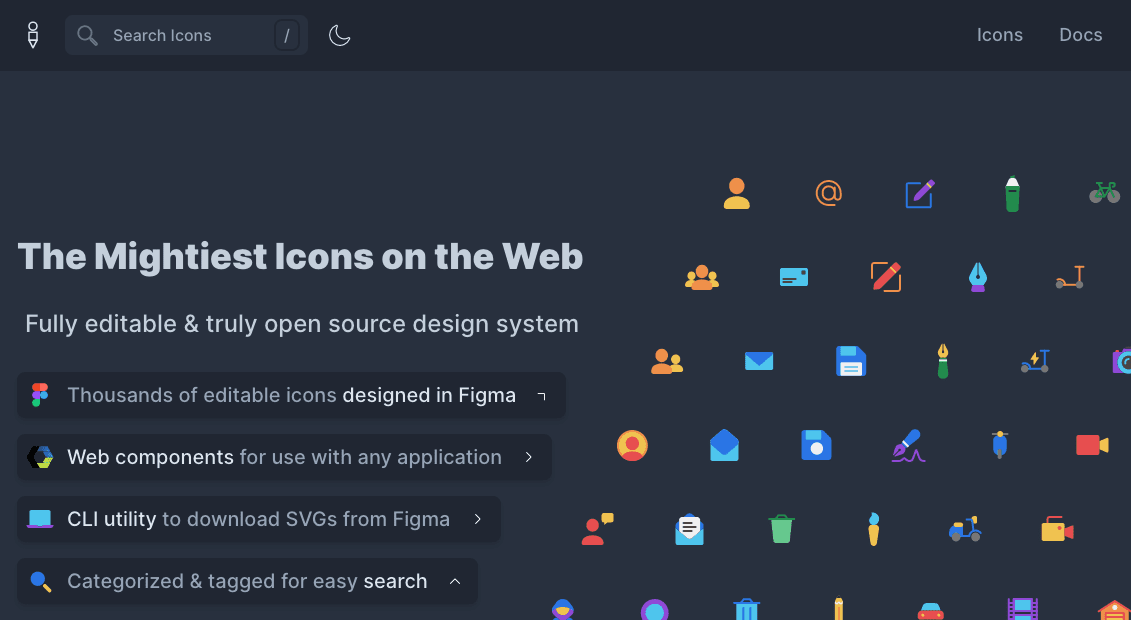 Search Icons /
Icons
Docs
The Mightiest Icons on the Web
Fully editable & truly open source design system
Thousands of editable icons designed in Figma
Web components for use with any application
CLI utility to download SVGs from Figma
Categorized & tagged for easy search